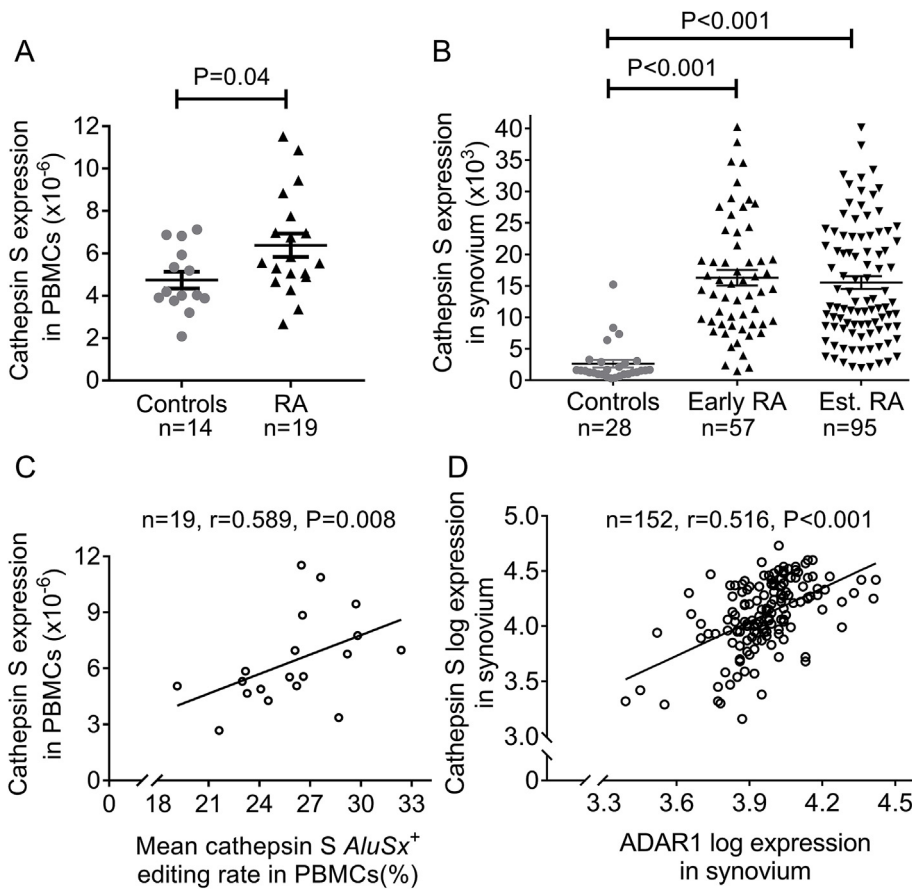 A
P=0.04
Cathepsin S expression
in PBMCs (x10-6)
12
10
8
6
4
2
0
Controls
n=14
RA
n=19
B
P<0.001
P<0.001
Cathepsin S expression
in synovium (x10³)
40
35
30
25
20
15
10
5
0
Controls
n=28
Early RA
n=57
Est. RA
n=95
C
n=19, r=0.589, P=0.008
Cathepsin S expression
in PBMCs (x10-6)
12
9
6
3
0
0 18 21 24 27 30 33
Mean cathepsin S AluSx+
editing rate in PBMCs(%)
D
n=152, r=0.516, P<0.001
Cathepsin S log expression
in synovium
5.0
4.5
4.0
3.5
3.0
0
0 3.3 3.6 3.9 4.2 4.5
ADAR1 log expression
in synovium